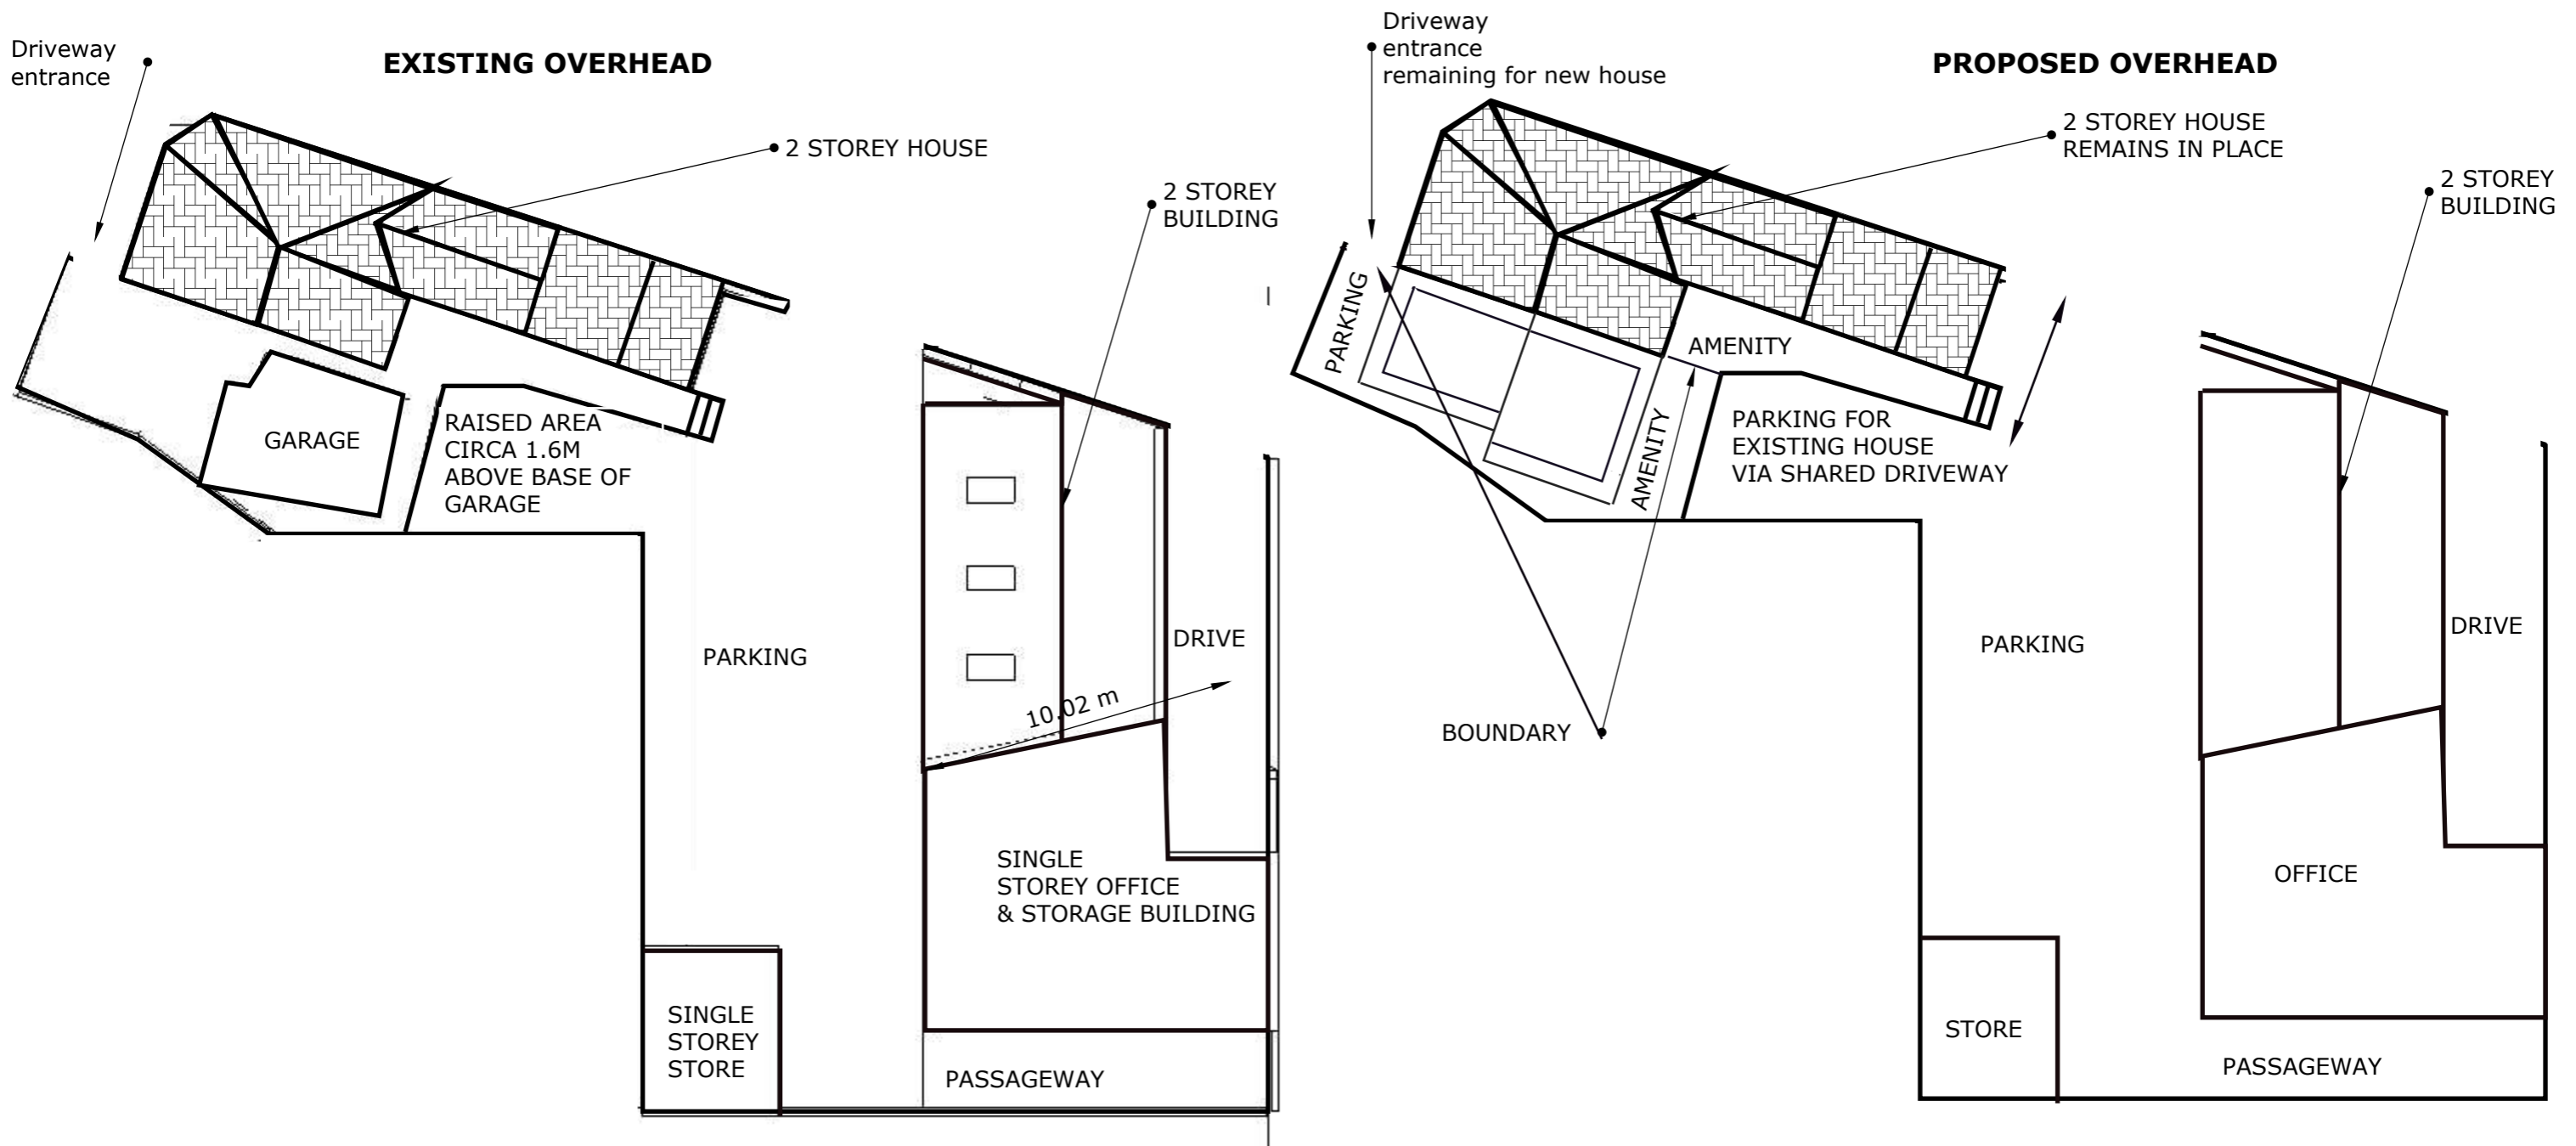 Driveway
entrance
EXISTING OVERHEAD
2 STOREY HOUSE
2 STOREY
BUILDING
GARAGE
RAISED AREA
CIRCA 1.6M
ABOVE BASE OF
GARAGE
PARKING
DRIVE
10.02 m
SINGLE
STOREY OFFICE
& STORAGE BUILDING
SINGLE
STOREY
STORE
PASSAGEWAY
Driveway
entrance
remaining for new house
PROPOSED OVERHEAD
2 STOREY HOUSE
REMAINS IN PLACE
2 STOREY
BUILDING
PARKING
AMENITY
AMENITY
PARKING FOR
EXISTING HOUSE
VIA SHARED DRIVEWAY
BOUNDARY
PARKING
DRIVE
OFFICE
STORE
PASSAGEWAY